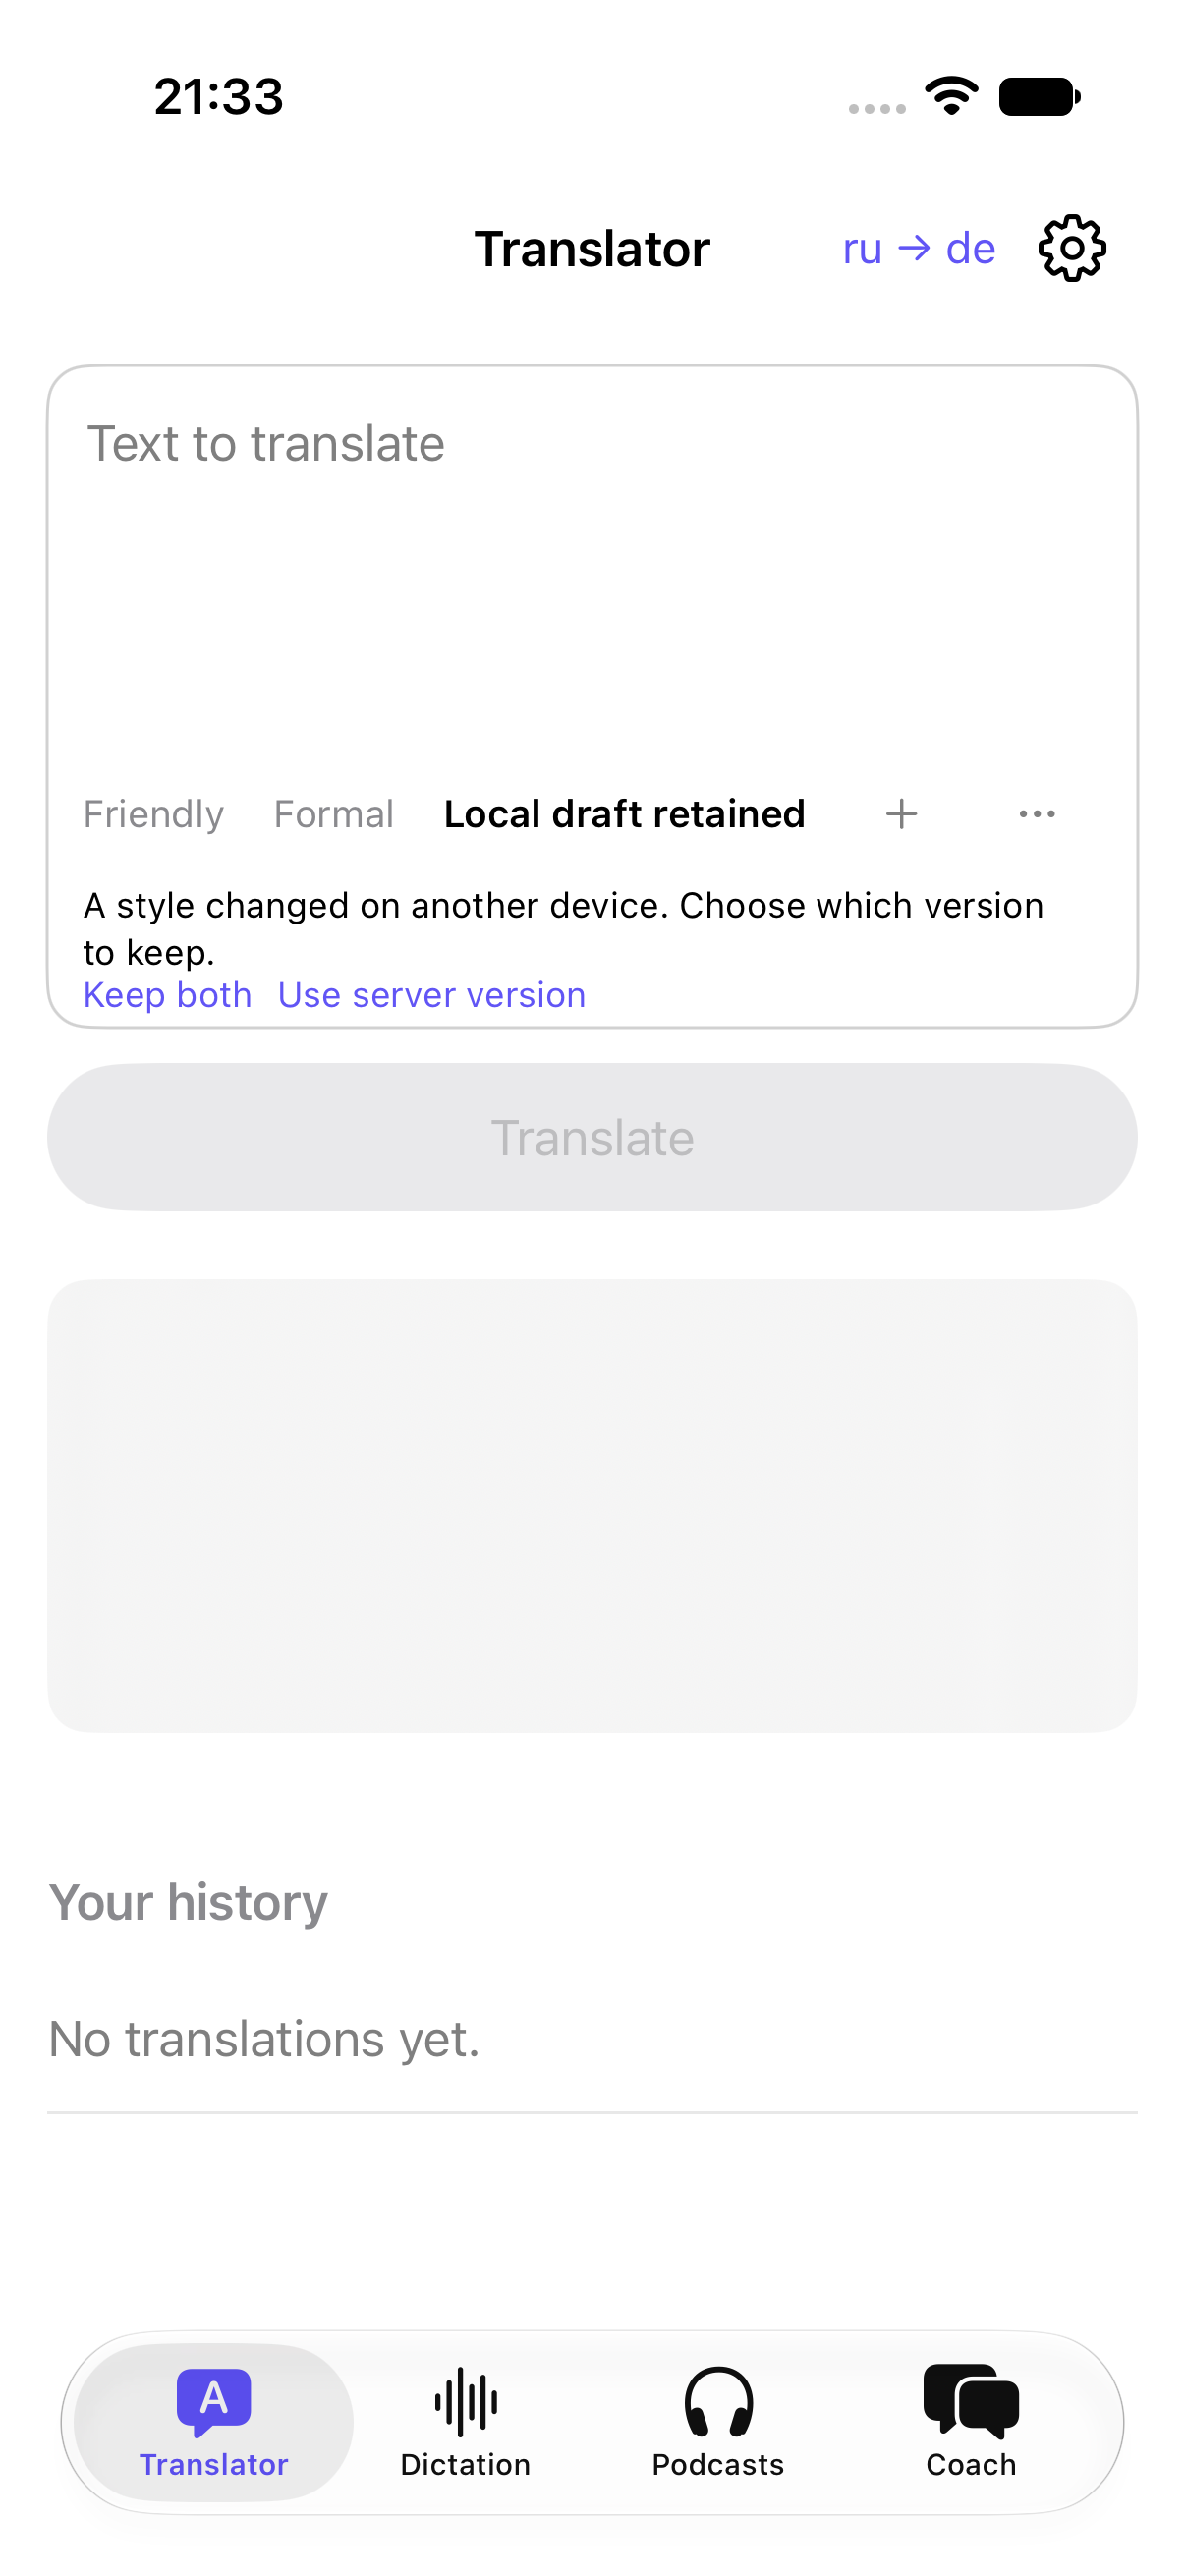 21:33
Translator
ru → de
Text to translate
Friendly Formal Local draft retained + ...
A style changed on another device. Choose which version
to keep.
Keep both Use server version
Translate
Your history
No translations yet.
A
Translator Dictation Podcasts Coach